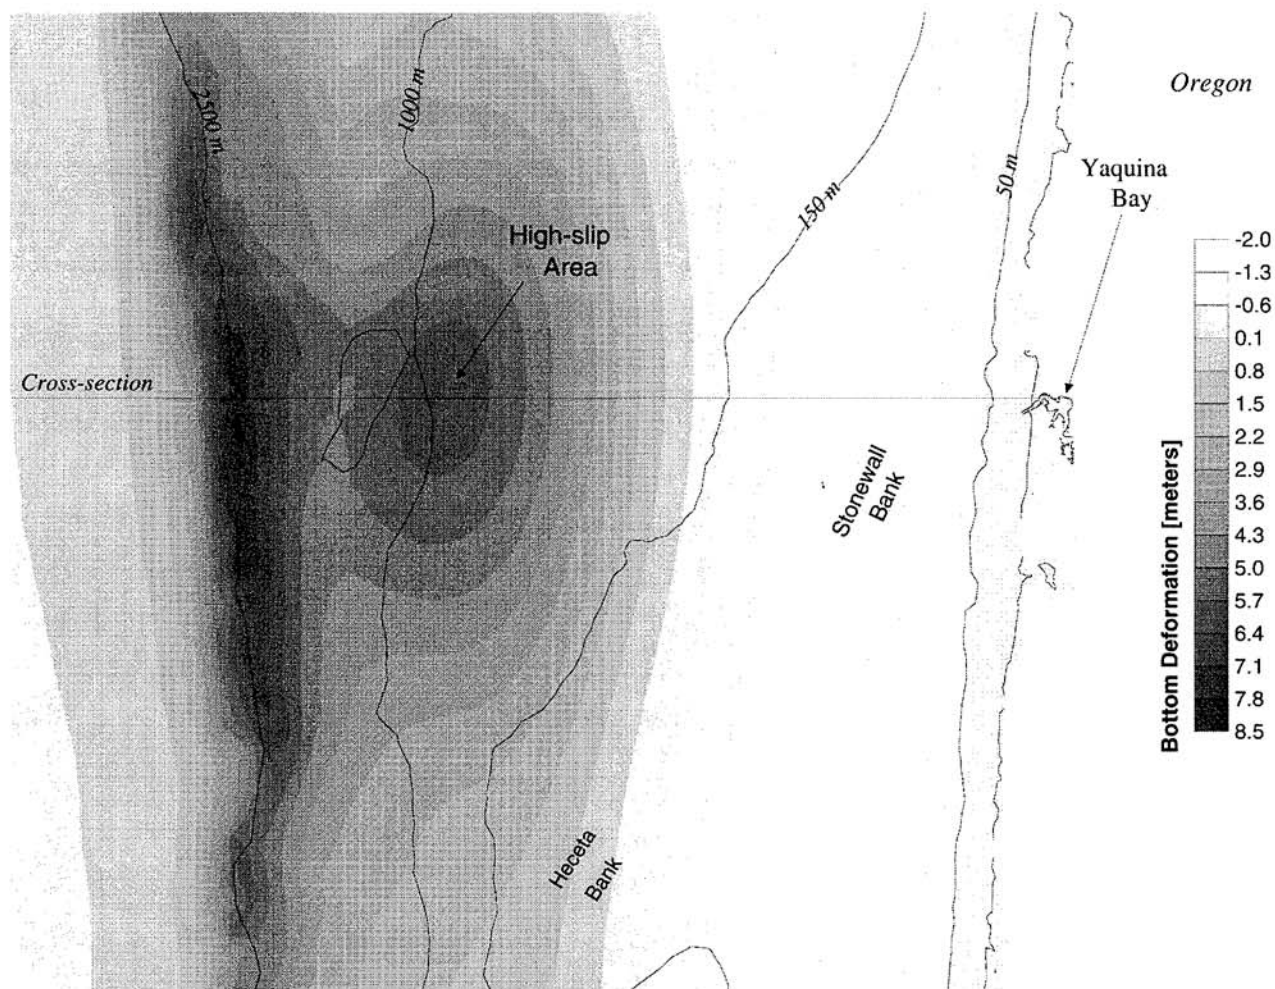 2500 m
1000 m
Oregon
50 m
Yaquina
Bay
150 m
High-slip
Area
-2.0
-1.3
-0.6
0.1
0.8
1.5
2.2
2.9
3.6
4.3
5.0
5.7
6.4
7.1
7.8
8.5
Bottom Deformation [meters]
Cross-section
Stonewall
Bank
Heceta
Bank